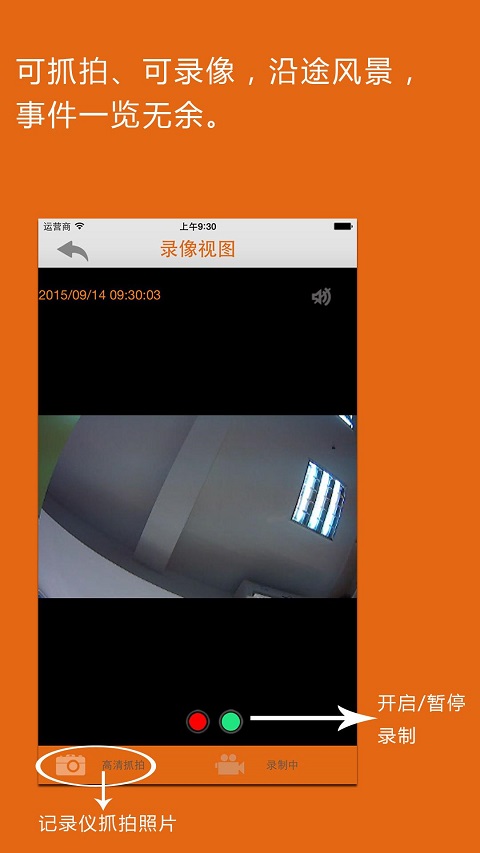 可抓拍、可录像，沿途风景，
事件一览无余。
运营商 上午9:30
录像视图
2015/09/14 09:30:03
开启/暂停
录制
高清抓拍 录制中
记录仪抓拍照片